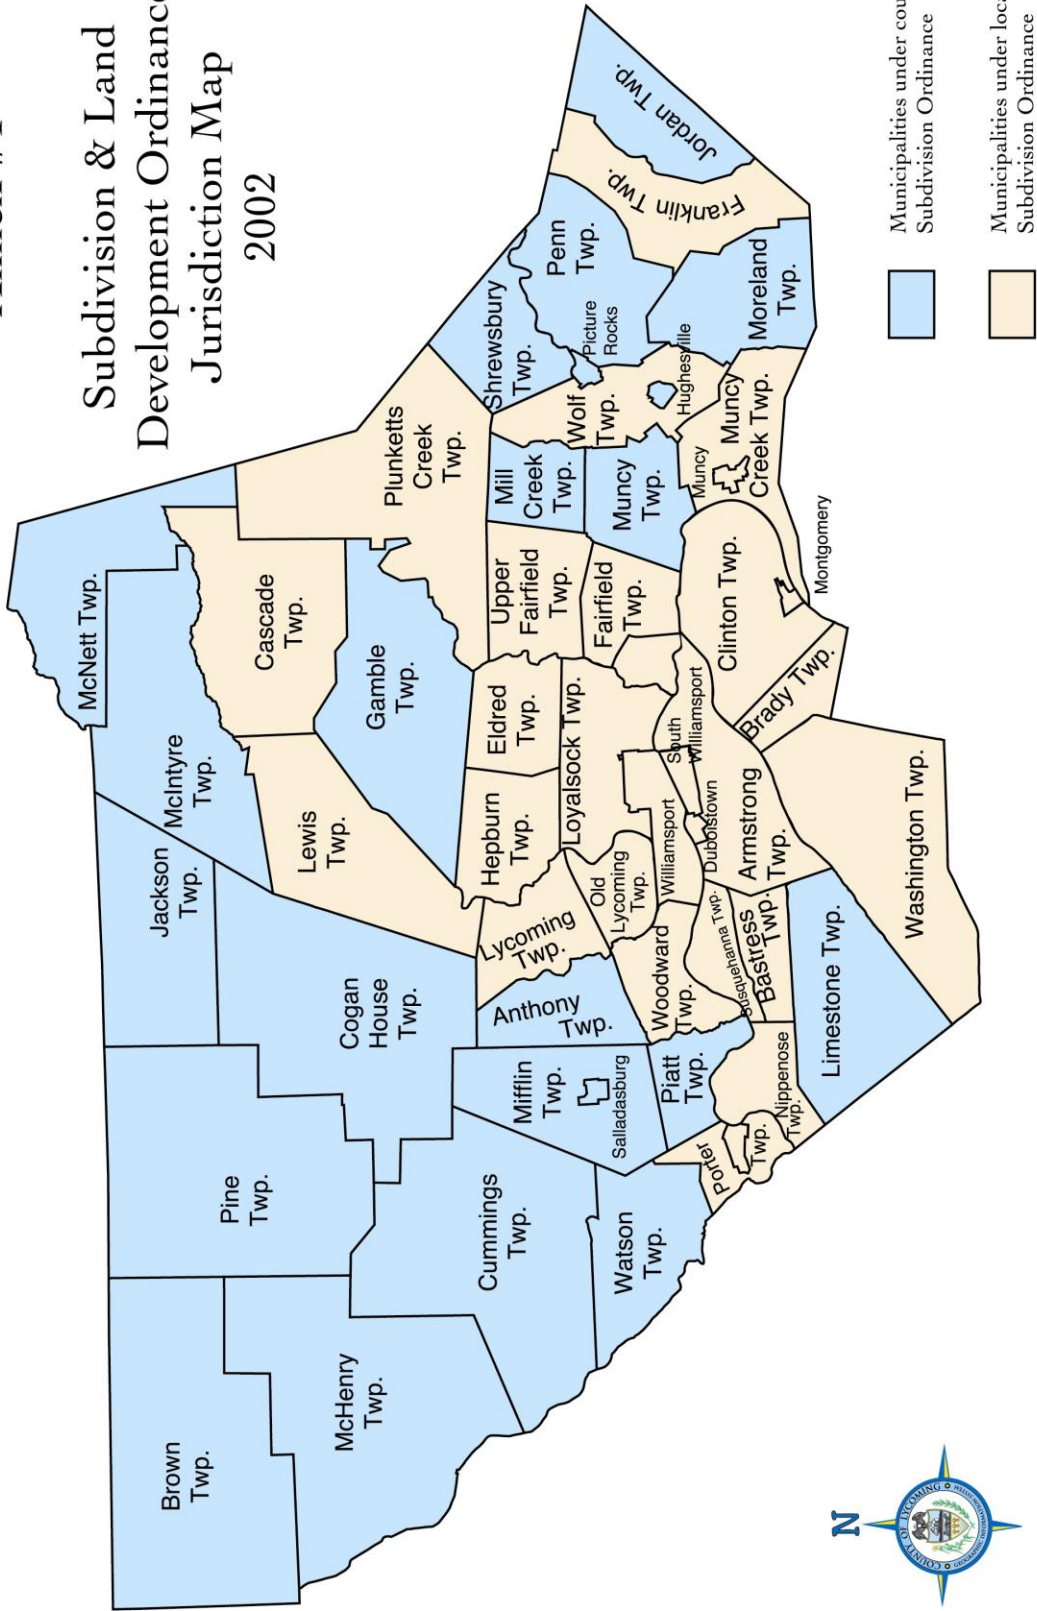 Subdivision & Land
Development Ordinance
Jurisdiction Map
2002
Jordan Twp.
Franklin Twp.
Penn
Twp.
Moreland
Twp.
Picture
Rocks
Shrewsbury
Twp.
Hughesville
Wolf
Twp.
Muncy
Creek Twp.
Muncy
Plunketts
Creek
Twp.
Mill
Creek
Twp.
Muncy
Twp.
Montgomery
McNett Twp.
Cascade
Twp.
Upper
Fairfield
Twp.
Fairfield
Twp.
Clinton Twp.
Gamble
Twp.
Eldred
Twp.
Loyalsock Twp.
South
Williamsport
Brady Twp.
McIntyre
Twp.
Lewis
Twp.
Hepburn
Twp.
Old
Lycoming
Twp.
Williamsport
Duboistown
Armstrong
Twp.
Washington Twp.
Jackson
Twp.
Lycoming
Twp.
Woodward
Twp.
Susquehanna Twp.
Bastress
Twp.
Limestone Twp.
Cogan
House
Twp.
Anthony
Twp.
Mifflin
Twp.
Salladasburg
Piatt
Twp.
Nippenose
Twp.
Porter
Twp.
Pine
Twp.
Cummings
Twp.
Watson
Twp.
Brown
Twp.
McHenry
Twp.
Municipalities under
Subdivision Ordinance
Municipalities under
Subdivision Ordinance
N
COUNTY OF LYCOMING